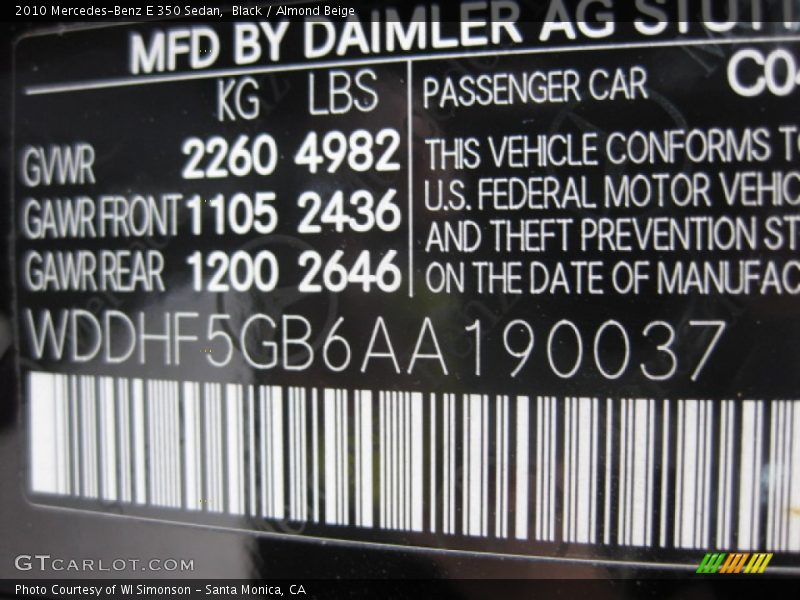 2010 Mercedes-Benz E 350 Sedan,  Black / Almond Beige
MFD BY DAIMLER AG
KG LBS
GVWR 2260 4982
GAWR FRONT 1105 2436
GAWR REAR 1200 2646
PASSENGER CAR
THIS VEHICLE CONFORMS
U.S. FEDERAL MOTOR
AND THEFT PREVENTION
ON THE DATE OF
WDDHF5GB6AA190037
GTCARLOT.COM
Photo Courtesy of WI Simonson - Santa Monica, CA